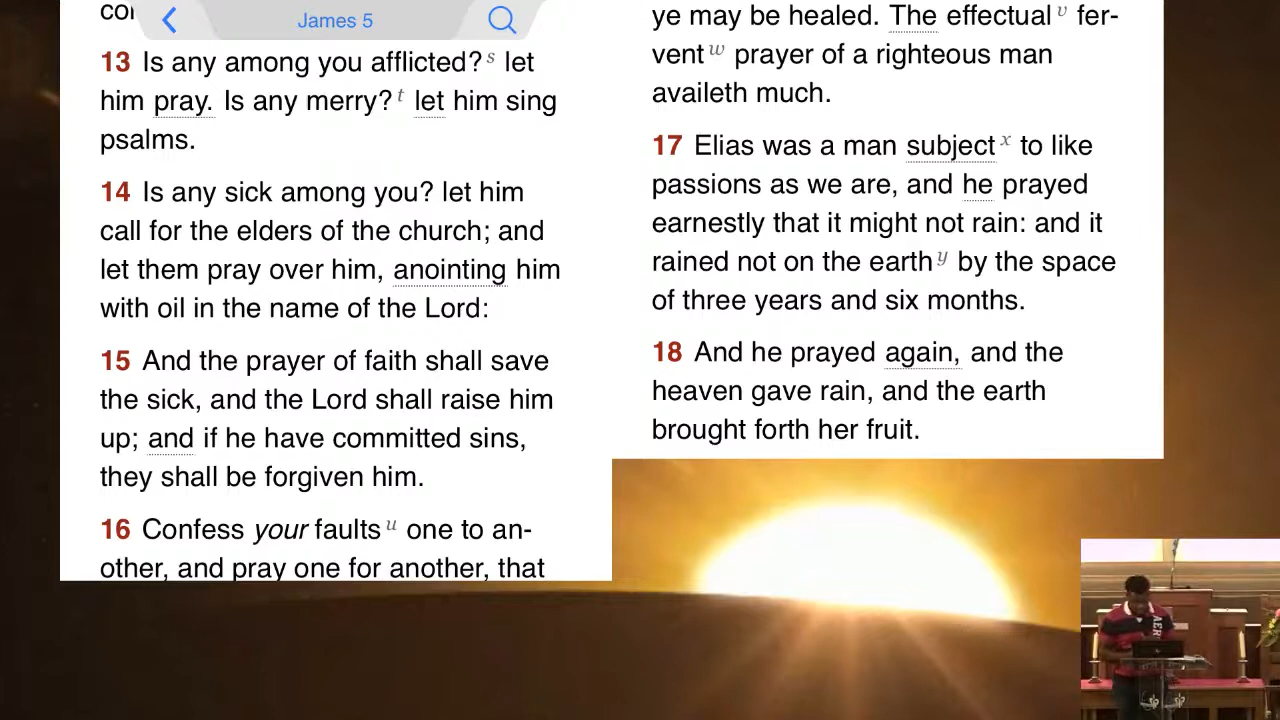 con
James 5
13 Is any among you afflicted? s let
him pray. Is any merry? t let him sing
psalms.
14 Is any sick among you? let him
call for the elders of the church; and
let them pray over him, anointing him
with oil in the name of the Lord:
15 And the prayer of faith shall save
the sick, and the Lord shall raise him
up; and if he have committed sins,
they shall be forgiven him.
16 Confess your faults u one to an-
other, and pray one for another, that
ye may be healed. The effectual v fer-
vent w prayer of a righteous man
availeth much.
17 Elias was a man subject x to like
passions as we are, and he prayed
earnestly that it might not rain: and it
rained not on the earth y by the space
of three years and six months.
18 And he prayed again, and the
heaven gave rain, and the earth
brought forth her fruit.